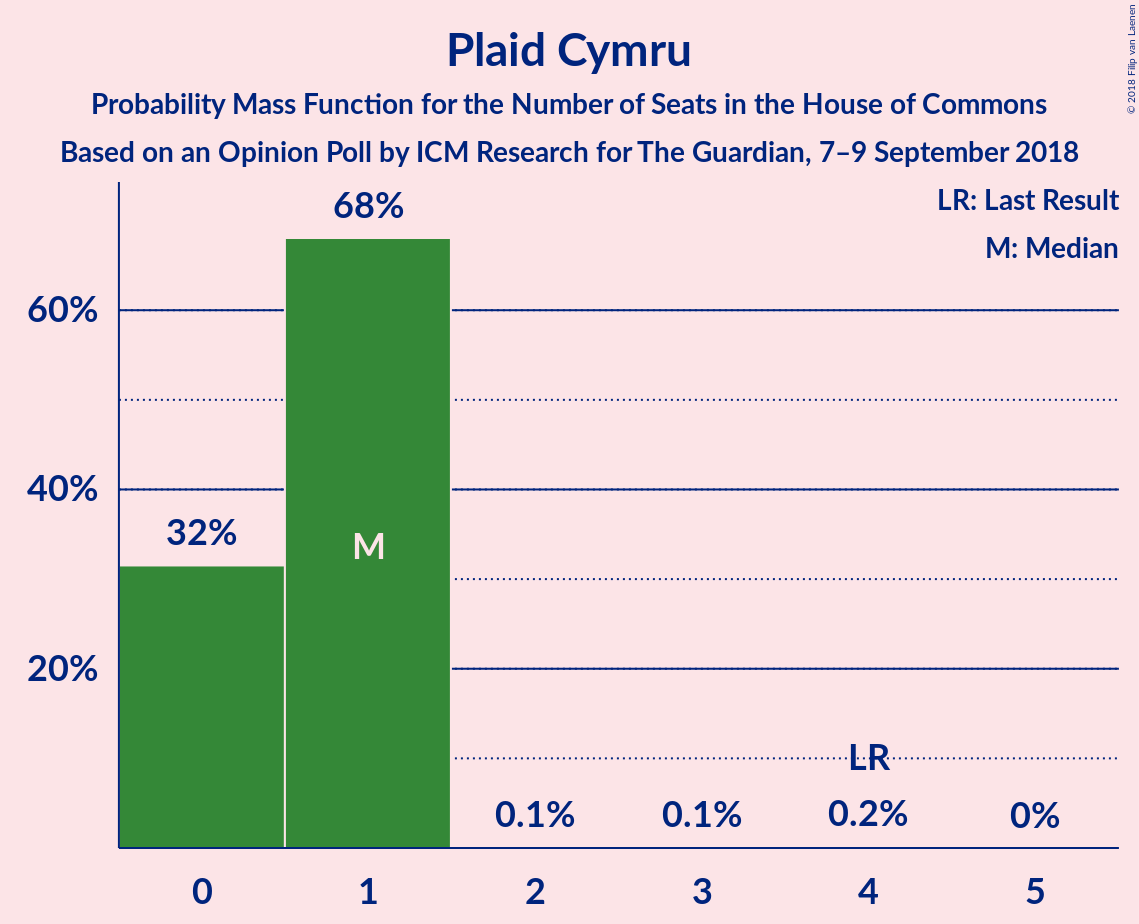 Plaid Cymru
Probability Mass Function for the Number of Seats in the House of Commons
Based on an Opinion Poll by ICM Research for The Guardian, 7–9 September 2018
© 2018 Filip van Laenen
LR: Last Result
M: Median
68%
60%
40%
32%
M
20%
LR
0.1%
0.1%
0.2%
0%
0
1
2
3
4
5